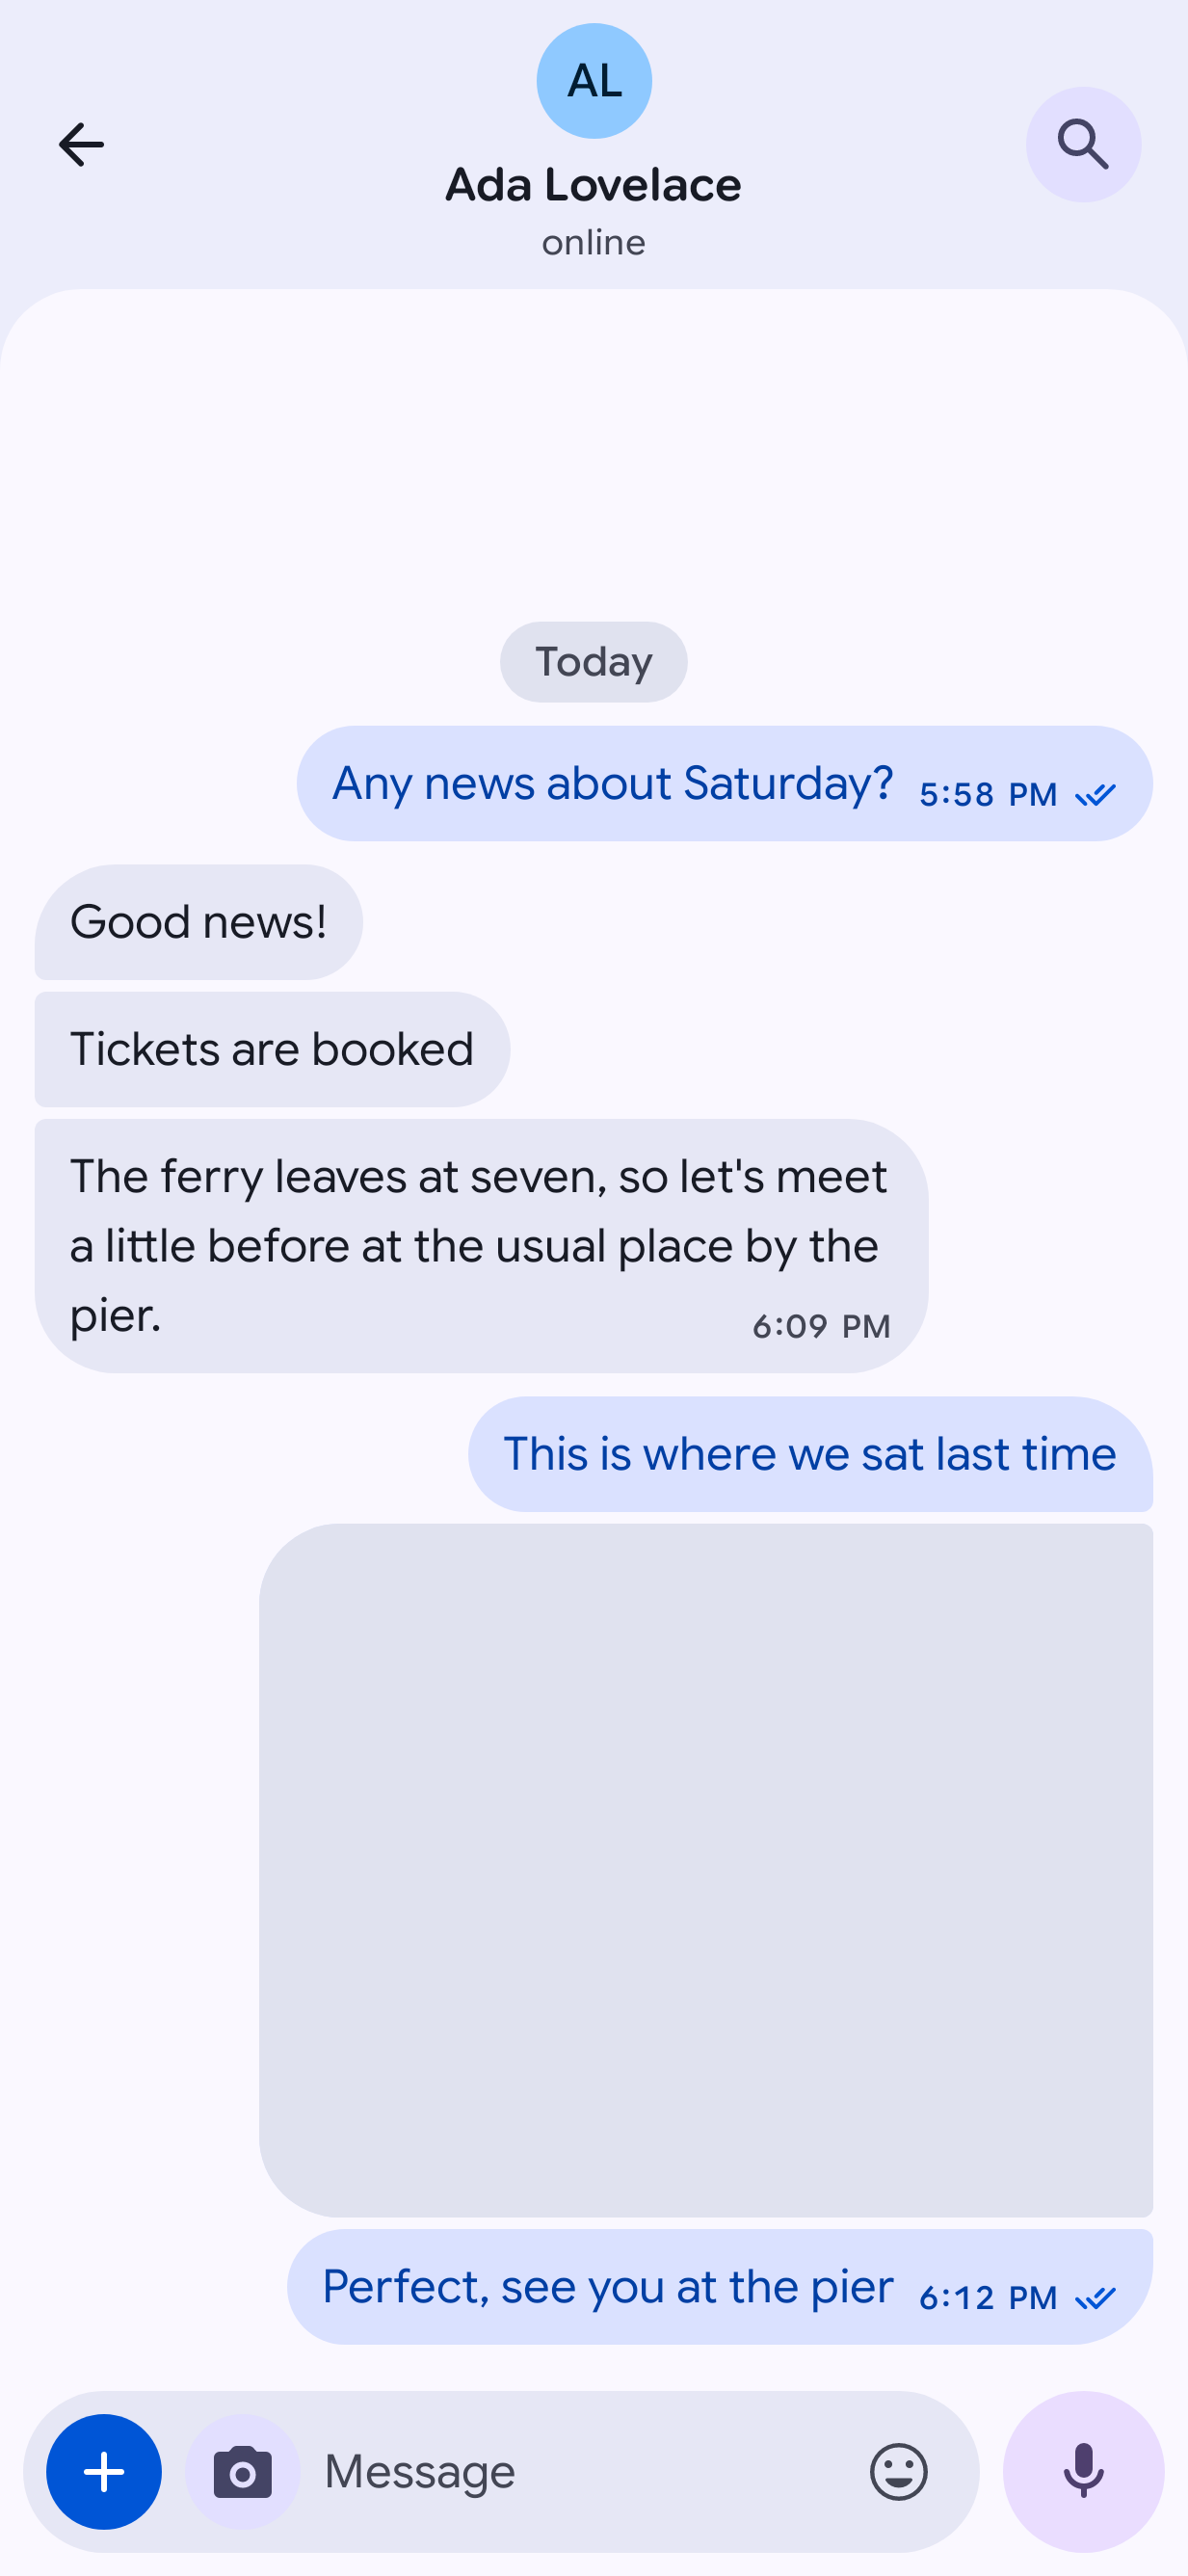 AL
Ada Lovelace
online
Today
Any news about Saturday? 5:58 PM
Good news!
Tickets are booked
The ferry leaves at seven, so let's meet
a little before at the usual place by the
pier. 6:09 PM
This is where we sat last time
Perfect, see you at the pier 6:12 PM
Message